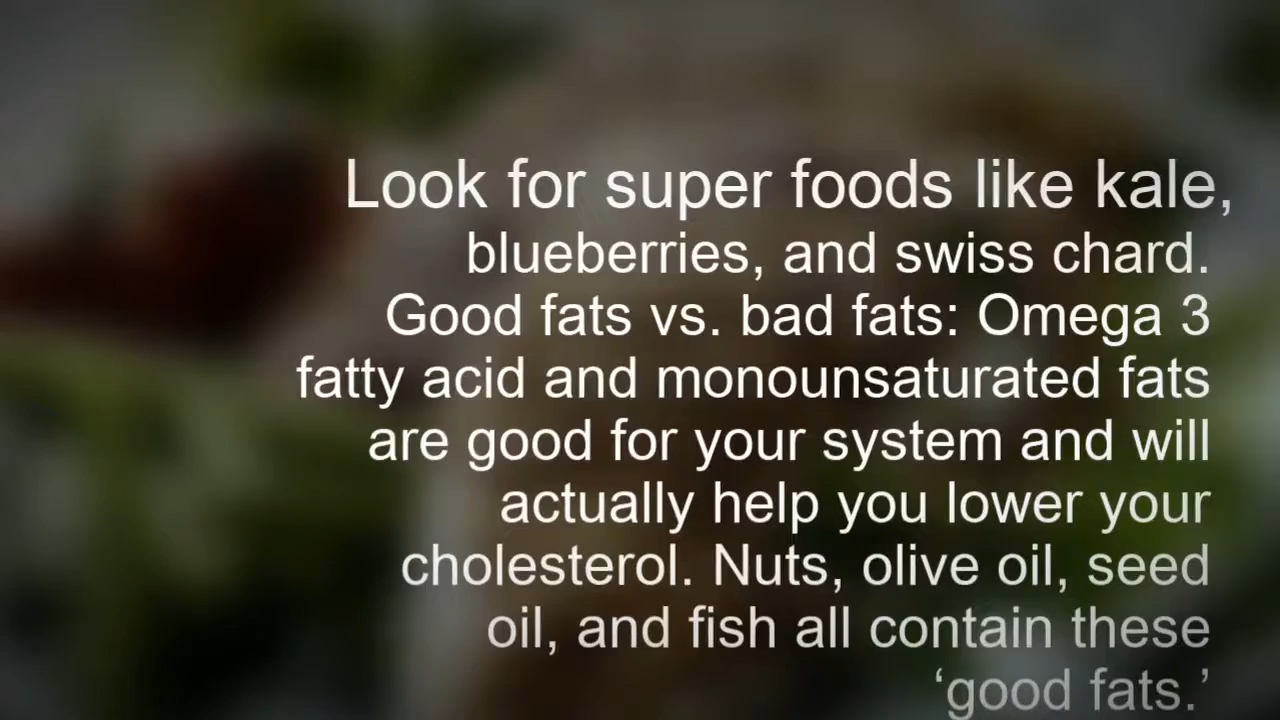 Look for super foods like kale,
blueberries, and swiss chard.
Good fats vs. bad fats: Omega 3
fatty acid and monounsaturated fats
are good for your system and will
actually help you lower your
cholesterol. Nuts, olive oil, seed
oil, and fish all contain these
‘good fats.’